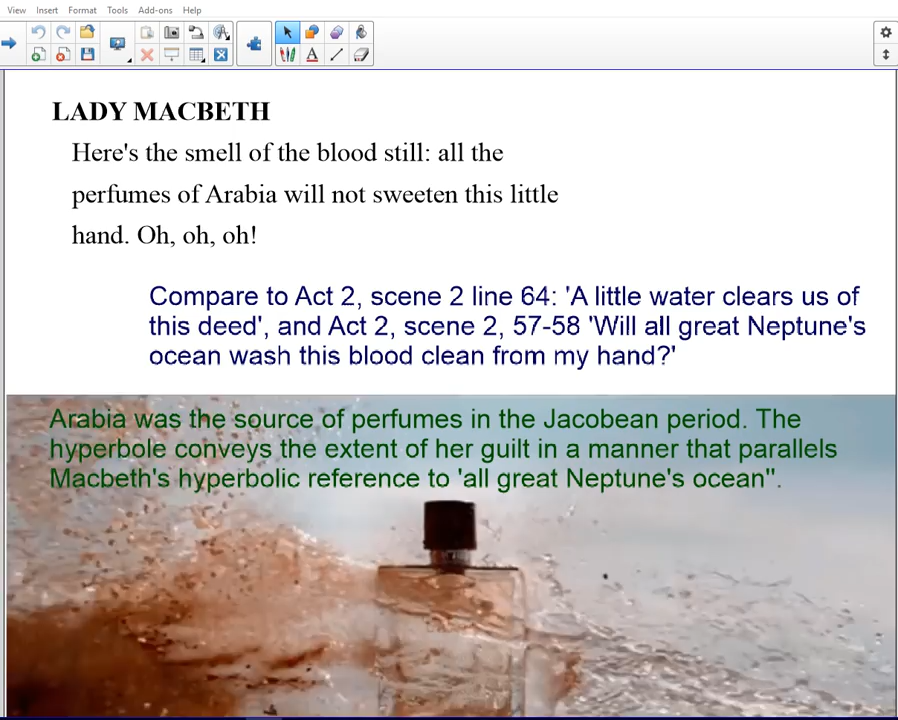 View Insert Format Tools Add-ons Help
LADY MACBETH
Here's the smell of the blood still: all the
perfumes of Arabia will not sweeten this little
hand. Oh, oh, oh!
Compare to Act 2, scene 2 line 64: 'A little water clears us of
this deed', and Act 2, scene 2, 57-58 'Will all great Neptune's
ocean wash this blood clean from my hand?'
Arabia was the source of perfumes in the Jacobean period. The
hyperbole conveys the extent of her guilt in a manner that parallels
Macbeth's hyperbolic reference to 'all great Neptune's ocean".